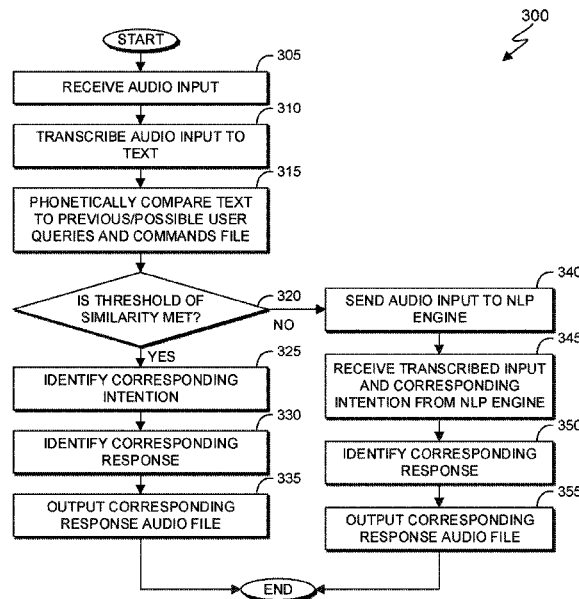 300
START
305
RECEIVE AUDIO INPUT
310
TRANSCRIBE AUDIO INPUT TO
TEXT
315
PHONETICALLY COMPARE TEXT
TO PREVIOUS/POSSIBLE USER
QUERIES AND COMMANDS FILE
320
IS THRESHOLD OF
SIMILARITY MET?
NO
YES
325
IDENTIFY CORRESPONDING
INTENTION
330
IDENTIFY CORRESPONDING
RESPONSE
335
OUTPUT CORRESPONDING
RESPONSE AUDIO FILE
340
SEND AUDIO INPUT TO NLP
ENGINE
345
RECEIVE TRANSCRIBED INPUT
AND CORRESPONDING
INTENTION FROM NLP ENGINE
350
IDENTIFY CORRESPONDING
RESPONSE
355
OUTPUT CORRESPONDING
RESPONSE AUDIO FILE
END